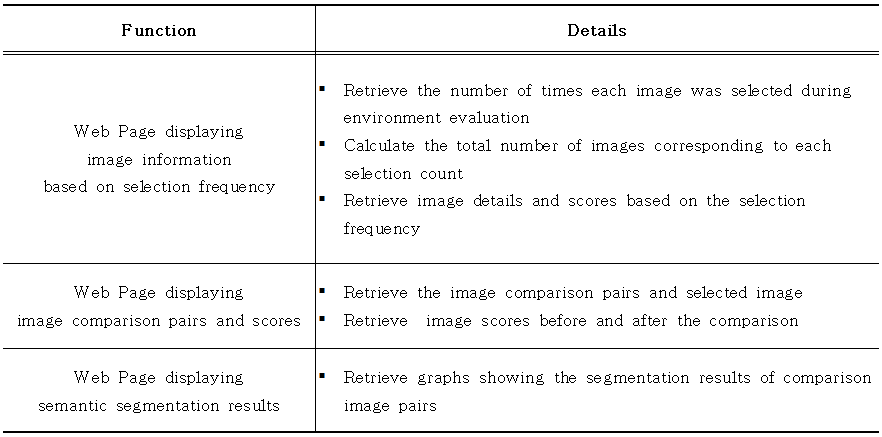 Function
Details
Web Page displaying
image information
based on selection frequency
▪ Retrieve the number of times each image was selected during
environment evaluation
▪ Calculate the total number of images corresponding to each
selection count
▪ Retrieve image details and scores based on the selection
frequency
Web Page displaying
image comparison pairs and scores
▪ Retrieve the image comparison pairs and selected image
▪ Retrieve image scores before and after the comparison
Web Page displaying
semantic segmentation results
▪ Retrieve graphs showing the segmentation results of comparison
image pairs